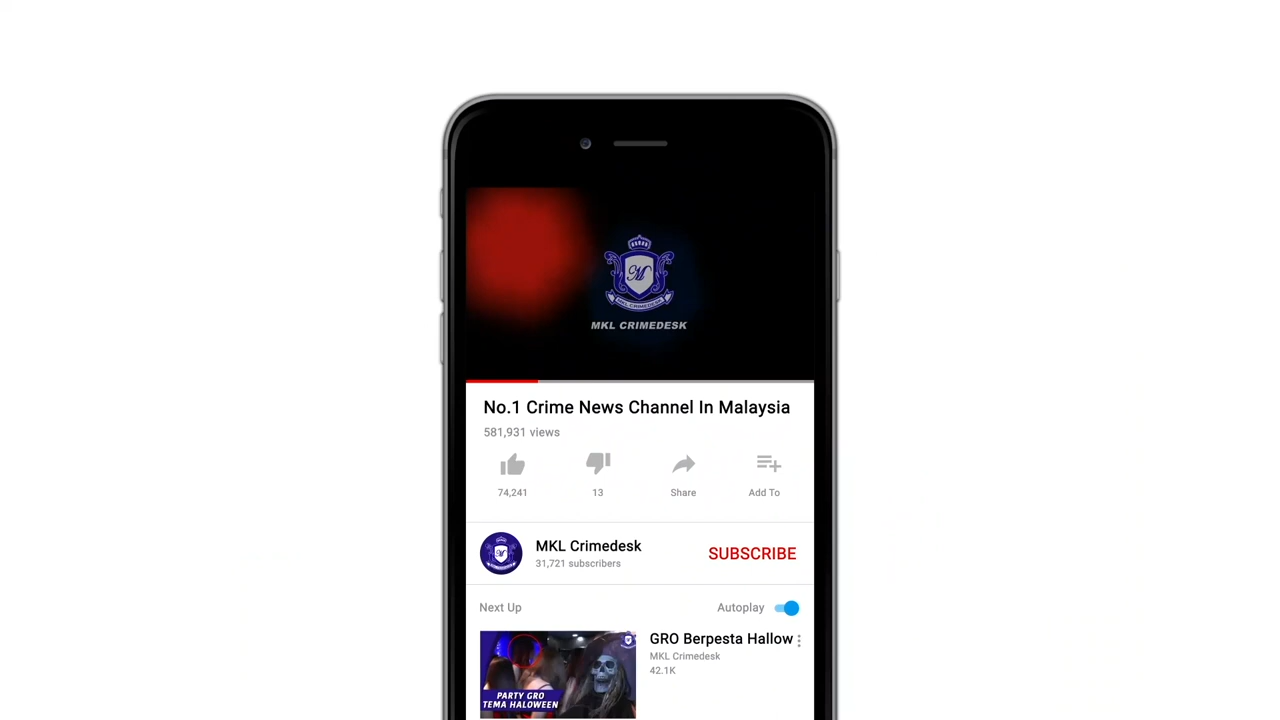 M
MKL CRIMEDESK
MKL CRIMEDESK
No.1 Crime News Channel In Malaysia
581,931 views
74,241
13
Share
Add To
MKL Crimedesk
31,721 subscribers
SUBSCRIBE
Next Up
Autoplay
GRO Berpesta Hallow
MKL Crimedesk
42.1K
PARTY GRO
TEMA HALOWEEN